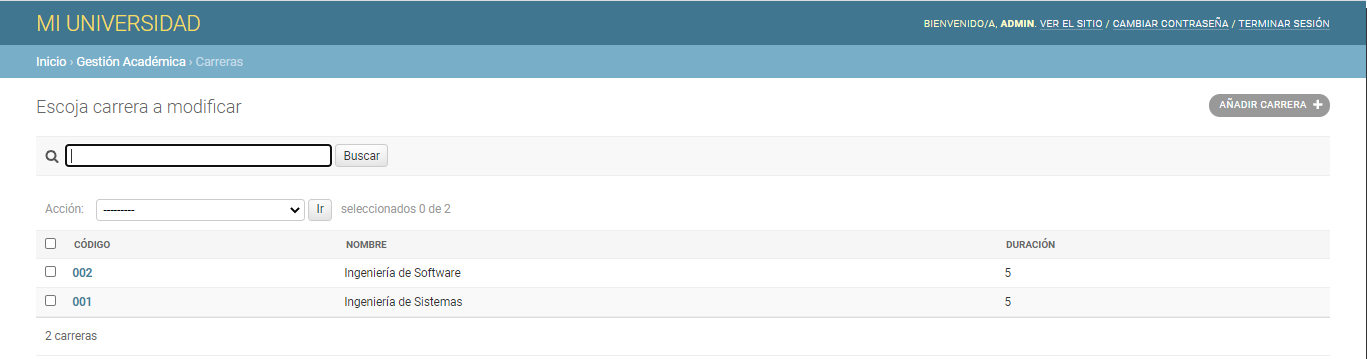 MI UNIVERSIDAD
BIENVENIDO/A, ADMIN. VER EL SITIO / CAMBIAR CONTRASEÑA / TERMINAR SESIÓN
Inicio › Gestión Académica › Carreras
Escoja carrera a modificar
AÑADIR CARRERA +
Buscar
Acción: --------- Ir seleccionados 0 de 2
CÓDIGO NOMBRE DURACIÓN
002 Ingeniería de Software 5
001 Ingeniería de Sistemas 5
2 carreras